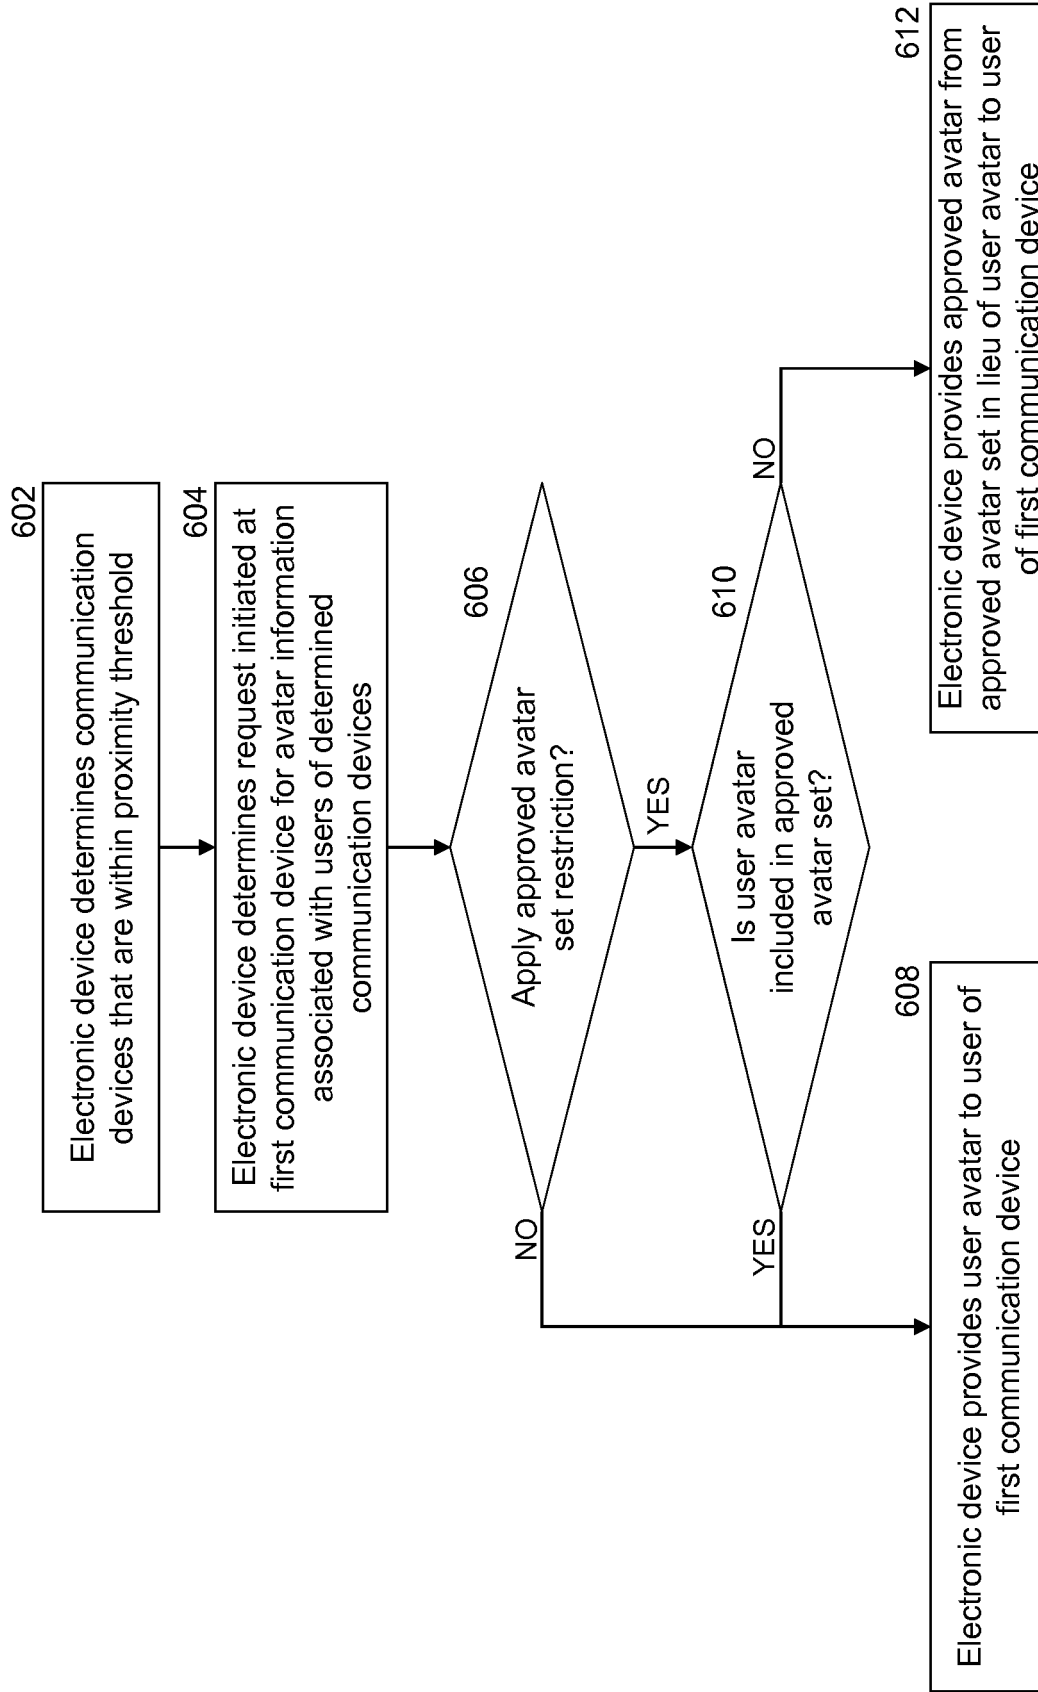 602
Electronic device determines communication
devices that are within proximity threshold
604
Electronic device determines request initiated at
first communication device for avatar information
associated with users of determined
communication devices
606
Apply approved avatar
set restriction?
NO
YES
610
Is user avatar
included in approved
avatar set?
YES
NO
608
Electronic device provides user avatar to user of
first communication device
612
Electronic device provides approved avatar from
approved avatar set in lieu of user avatar to user
of first communication device